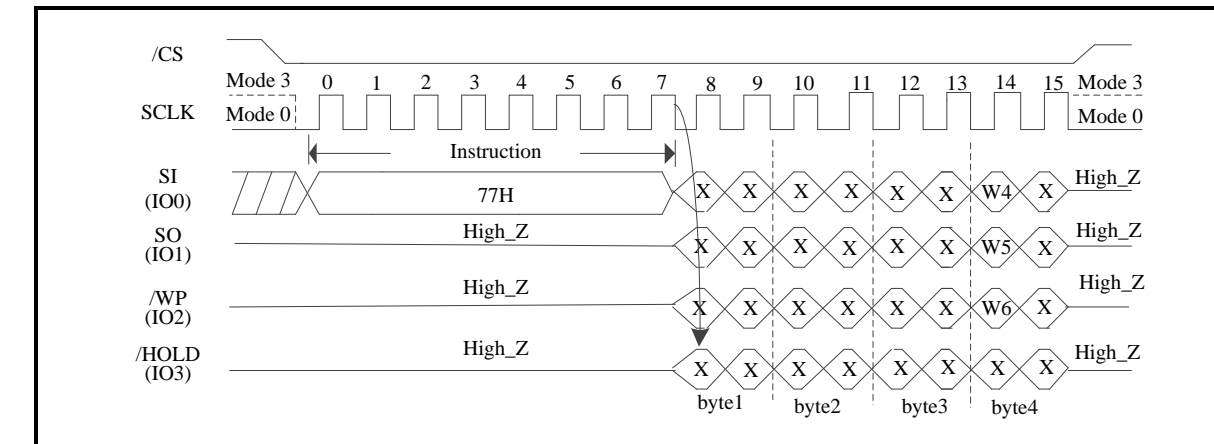 /CS
Mode 3 0 1 2 3 4 5 6 7 8 9 10 11 12 13 14 15 Mode 3
SCLK Mode 0 Mode 0
Instruction
SI
(IO0)
77H X X X X X X W4 X High_Z
SO
(IO1)
High_Z X X X X X X W5 X High_Z
/WP
(IO2)
High_Z X X X X X X W6 X High_Z
/HOLD
(IO3)
High_Z X X X X X X X X High_Z
byte1 byte2 byte3 byte4